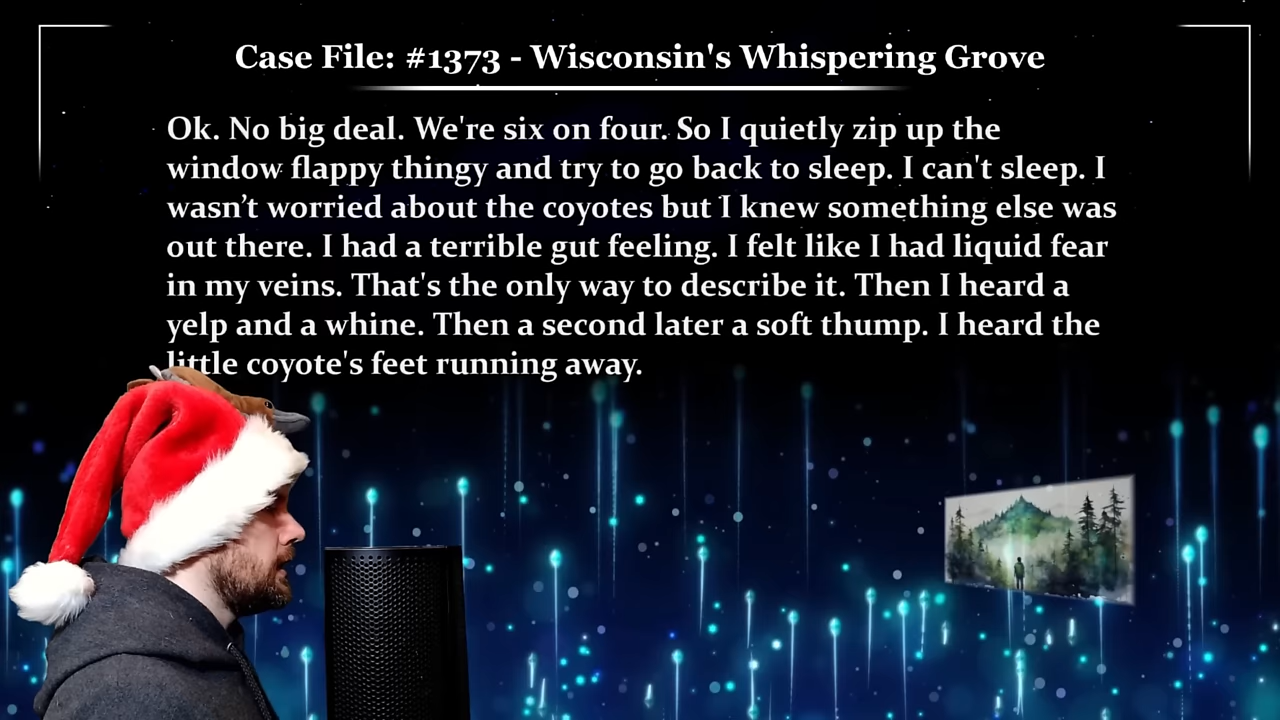 Case File: #1373 - Wisconsin's Whispering Grove
Ok. No big deal. We're six on four. So I quietly zip up the
window flappy thingy and try to go back to sleep. I can't sleep. I
wasn’t worried about the coyotes but I knew something else was
out there. I had a terrible gut feeling. I felt like I had liquid fear
in my veins. That's the only way to describe it. Then I heard a
yelp and a whine. Then a second later a soft thump. I heard the
little coyote's feet running away.